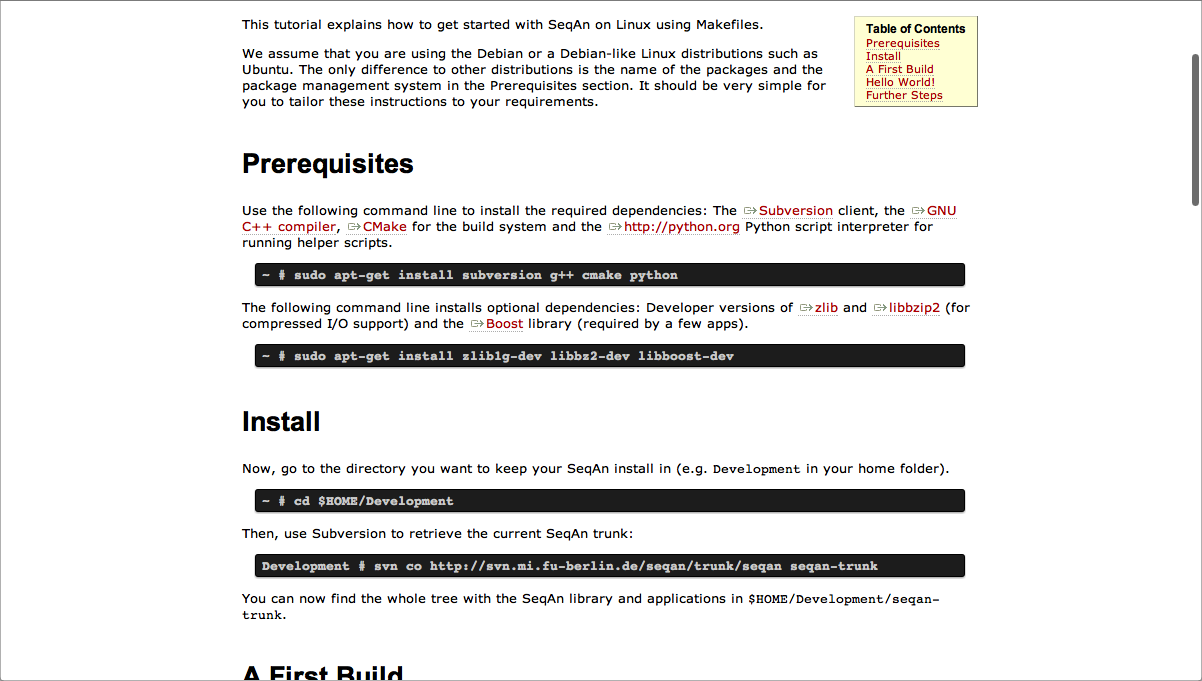 This tutorial explains how to get started with SeqAn on Linux using Makefiles.
We assume that you are using the Debian or a Debian-like Linux distributions such as
Ubuntu. The only difference to other distributions is the name of the packages and the
package management system in the Prerequisites section. It should be very simple for
you to tailor these instructions to your requirements.
Table of Contents
Prerequisites
Install
A First Build
Hello World!
Further Steps
Prerequisites
Use the following command line to install the required dependencies: The Subversion client, the GNU
C++ compiler, CMake for the build system and the http://python.org Python script interpreter for
running helper scripts.
~ # sudo apt-get install subversion g++ cmake python
The following command line installs optional dependencies: Developer versions of zlib and libbzip2 (for
compressed I/O support) and the Boost library (required by a few apps).
~ # sudo apt-get install zlib1g-dev libbz2-dev libboost-dev
Install
Now, go to the directory you want to keep your SeqAn install in (e.g. Development in your home folder).
~ # cd $HOME/Development
Then, use Subversion to retrieve the current SeqAn trunk:
Development # svn co http://svn.mi.fu-berlin.de/seqan/trunk/seqan seqan-trunk
You can now find the whole tree with the SeqAn library and applications in $HOME/Development/seqan-
trunk.
A First Build